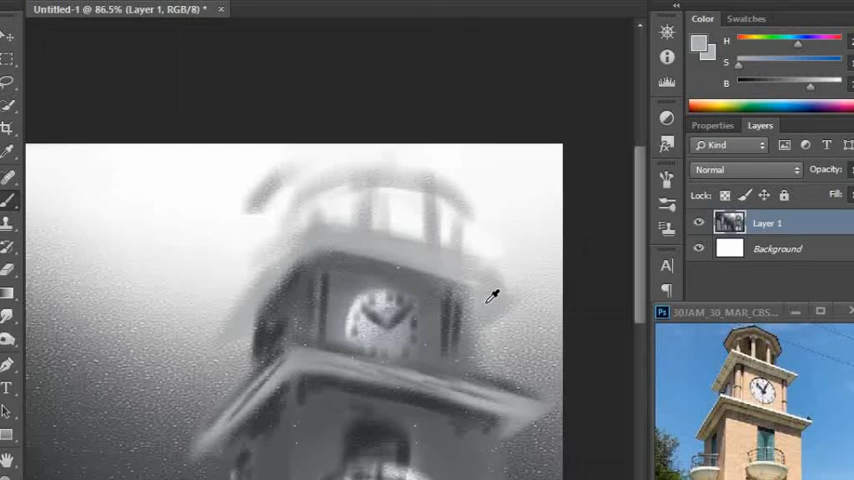 Untitled-1 @ 86.5% (Layer 1, RGB/8) *
Color
Swatches
H
S
B
Properties
Layers
Kind
T
Normal
Opacity:
Lock:
Fill:
Layer 1
Background
A
T
Ps
30JAM_30_MAR_CBS...